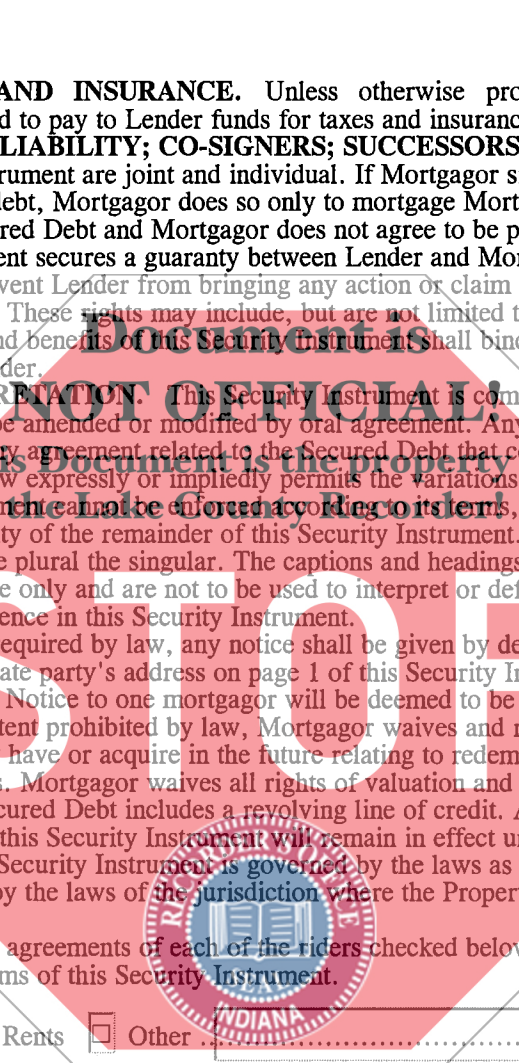 AND INSURANCE. Unless otherwise pro
d to pay to Lender funds for taxes and insuranc
LIABILITY; CO-SIGNERS; SUCCESSORS
rument are joint and individual. If Mortgagor s
debt, Mortgagor does so only to mortgage Mort
red Debt and Mortgagor does not agree to be p
ent secures a guaranty between Lender and Mor
vent Lender from bringing any action or claim
These rights may include, but are not limited t
nd benefits of this Security Instrument shall binc
Document is
der.
RETATION. This Security Instrument is com
NOT OFFICIAL!
be amended or modified by oral agreement. Any
ry agreement related to the Secured Debt that c
is Document is the property
w expressly or impliedly permits the variations
ment cannot be enforced according to its terms,
the Lake County Recorder!
ty of the remainder of this Security Instrument.
e plural the singular. The captions and headings
e only and are not to be used to interpret or def
ence in this Security Instrument.
STOP
required by law, any notice shall be given by de
ate party's address on page 1 of this Security In
Notice to one mortgagor will be deemed to be
tent prohibited by law, Mortgagor waives and r
have or acquire in the future relating to redem
s. Mortgagor waives all rights of valuation and
cured Debt includes a revolving line of credit. A
this Security Instrument will remain in effect un
Security Instrument is governed by the laws as
by the laws of the jurisdiction where the Propert
RECORDER'S OFFICE
agreements of each of the riders checked below
ms of this Security Instrument.
INDIANA
Rents Other